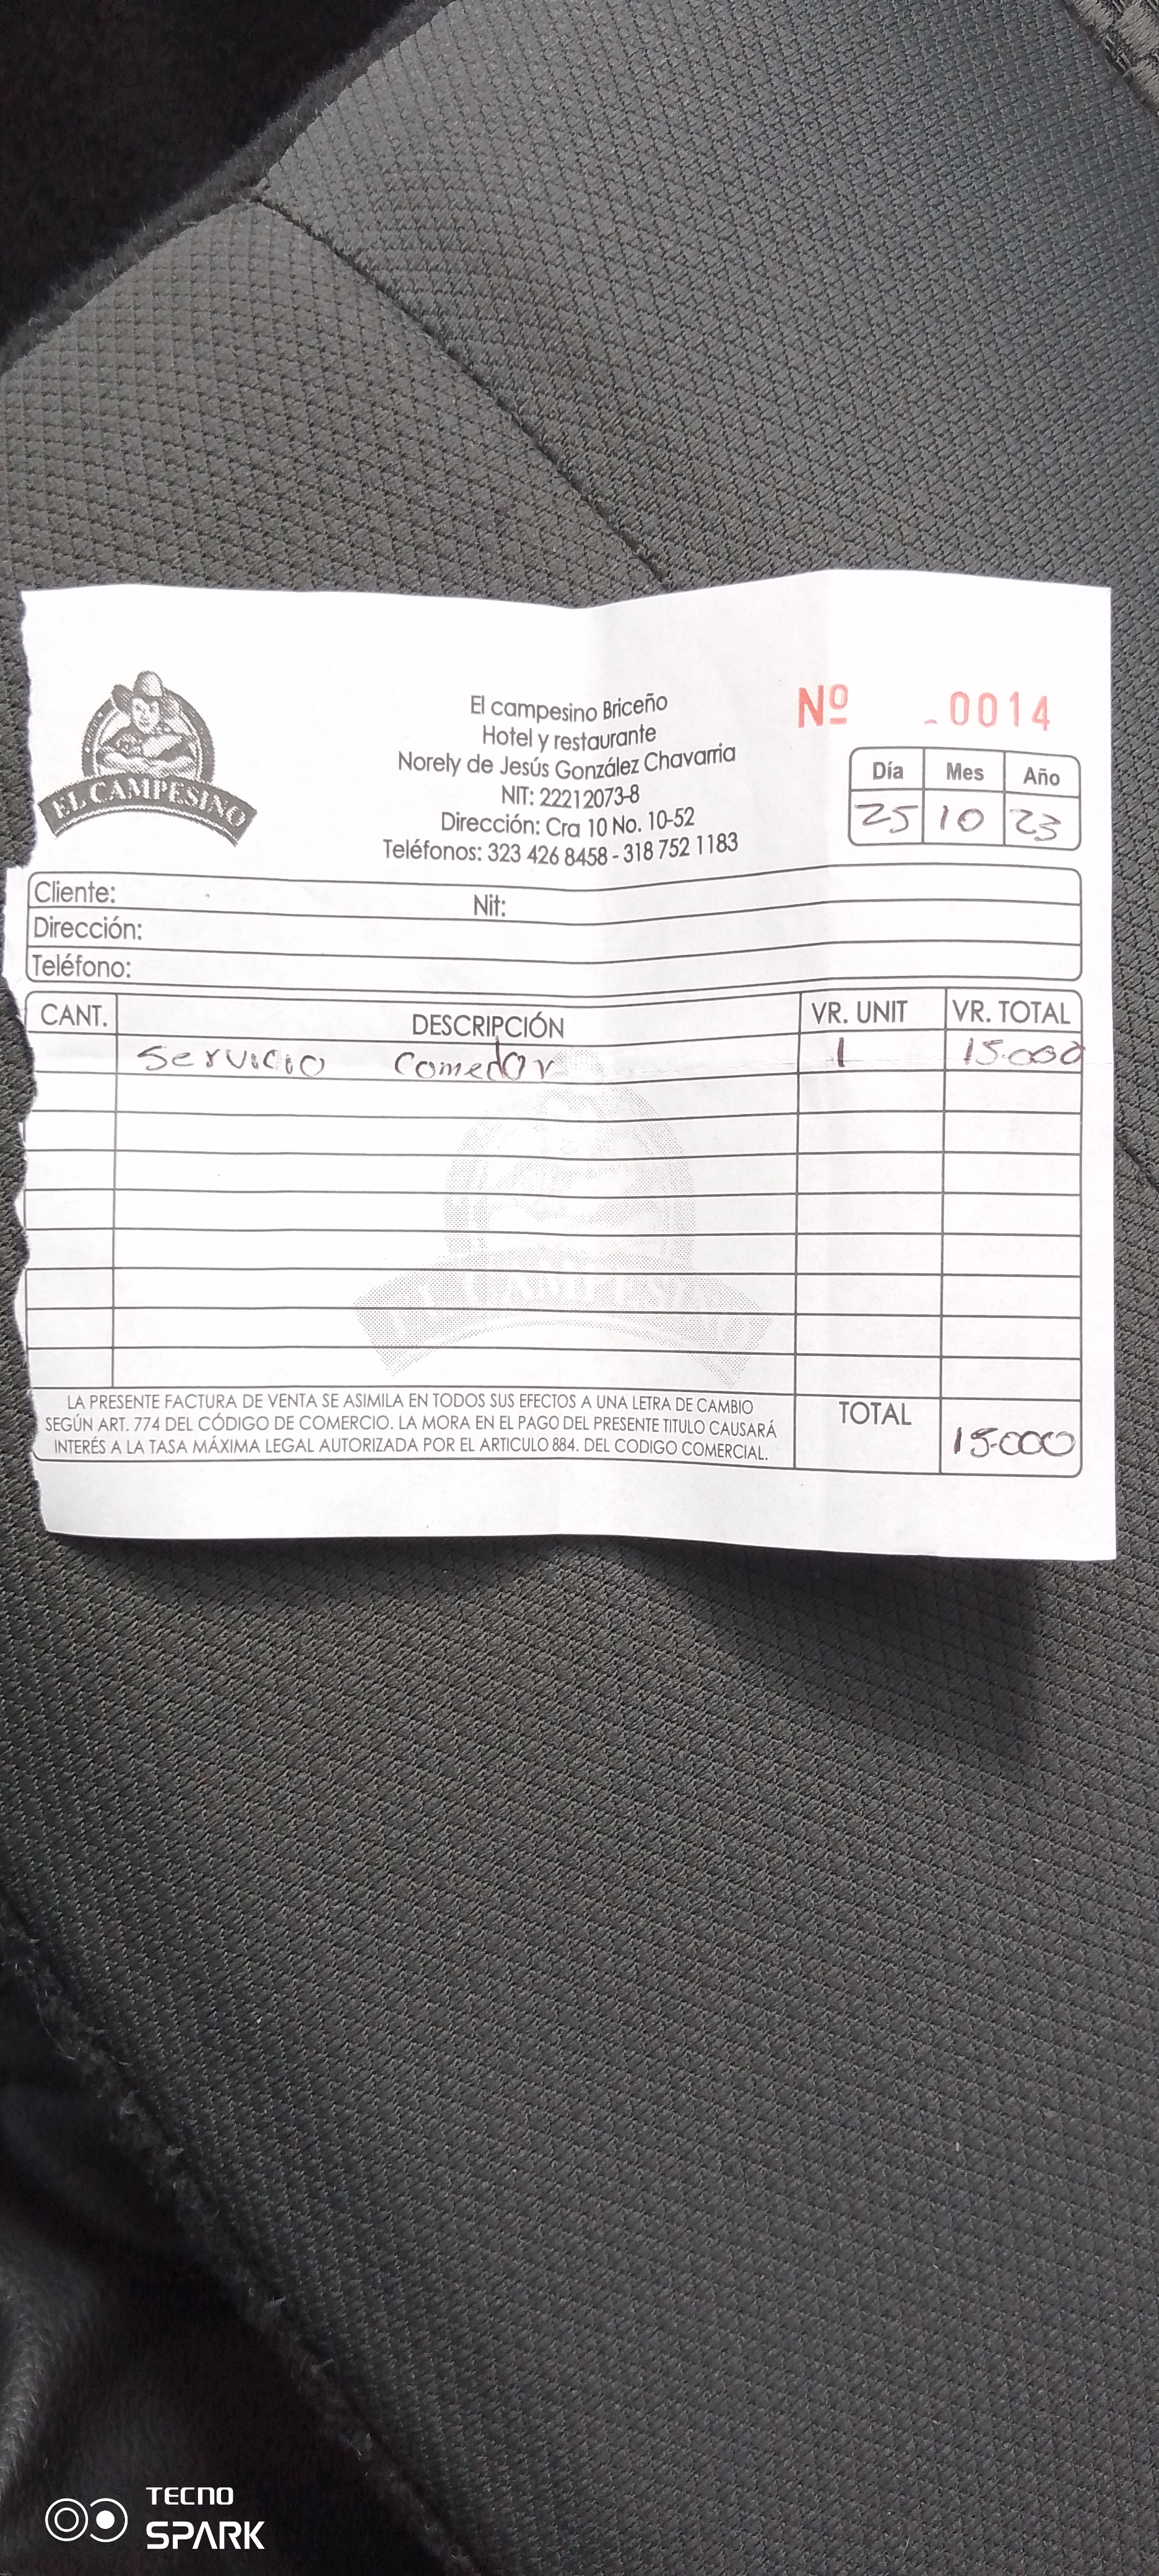 EL CAMPESINO
El campesino Briceño
Hotel y restaurante
Norely de Jesús González Chavarria
NIT: 22212073-8
Dirección: Cra 10 No. 10-52
Teléfonos: 323 426 8458 - 318 752 1183
Nº 0014
Día Mes Año
25 10 23
Cliente: Nit:
Dirección:
Teléfono:
CANT. DESCRIPCIÓN VR. UNIT VR. TOTAL
Servicio Comedor 1 15.000
EL CAMPESINO
LA PRESENTE FACTURA DE VENTA SE ASIMILA EN TODOS SUS EFECTOS A UNA LETRA DE CAMBIO
SEGÚN ART. 774 DEL CÓDIGO DE COMERCIO. LA MORA EN EL PAGO DEL PRESENTE TITULO CAUSARÁ
INTERÉS A LA TASA MÁXIMA LEGAL AUTORIZADA POR EL ARTICULO 884. DEL CODIGO COMERCIAL.
TOTAL 15.000
TECNO
SPARK